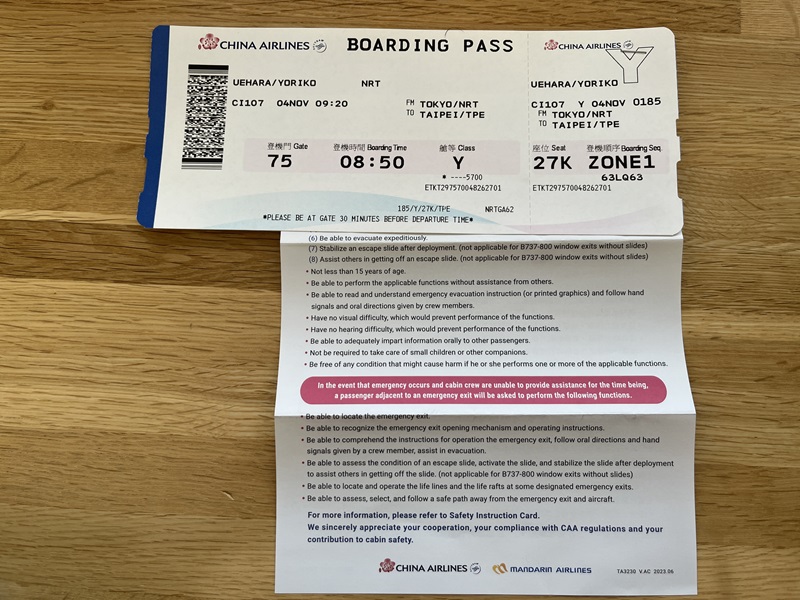 CHINA AIRLINES
BOARDING PASS
CHINA AIRLINES
Y
UEHARA/YORIKO NRT
UEHARA/YORIKO
CI107 04NOV 09:20
FM TOKYO/NRT
TO TAIPEI/TPE
CI107 Y 04NOV 0185
FM TOKYO/NRT
TO TAIPEI/TPE
登機門 Gate 登機時間 Boarding Time 艙等 Class
75 08:50 Y
座位 Seat 登機順序 Boarding Seq.
27K ZONE1
* ----5700
63LQ63
ETKT297570048262701
ETKT297570048262701
185/Y/27K/TPE NRTGA62
*PLEASE BE AT GATE 30 MINUTES BEFORE DEPARTURE TIME*
(6) Be able to evacuate expeditiously.
(7) Stabilize an escape slide after deployment. (not applicable for B737-800 window exits without slides)
(8) Assist others in getting off an escape slide. (not applicable for B737-800 window exits without slides)
• Not less than 15 years of age.
• Be able to perform the applicable functions without assistance from others.
• Be able to read and understand emergency evacuation instruction (or printed graphics) and follow hand
signals and oral directions given by crew members.
• Have no visual difficulty, which would prevent performance of the functions.
• Have no hearing difficulty, which would prevent performance of the functions.
• Be able to adequately impart information orally to other passengers.
• Not be required to take care of small children or other companions.
• Be free of any condition that might cause harm if he or she performs one or more of the applicable functions.
In the event that emergency occurs and cabin crew are unable to provide assistance for the time being,
a passenger adjacent to an emergency exit will be asked to perform the following functions.
• Be able to locate the emergency exit.
• Be able to recognize the emergency exit opening mechanism and operating instructions.
• Be able to comprehend the instructions for operation the emergency exit, follow oral directions and hand
signals given by a crew member, assist in evacuation.
• Be able to assess the condition of an escape slide, activate the slide, and stabilize the slide after deployment
to assist others in getting off the slide. (not applicable for B737-800 window exits without slides)
• Be able to locate and operate the life lines and the life rafts at some designated emergency exits.
• Be able to assess, select, and follow a safe path away from the emergency exit and aircraft.
For more information, please refer to Safety Instruction Card.
We sincerely appreciate your cooperation, your compliance with CAA regulations and your
contribution to cabin safety.
CHINA AIRLINES MANDARIN AIRLINES TA3230 V.AC 2023.06